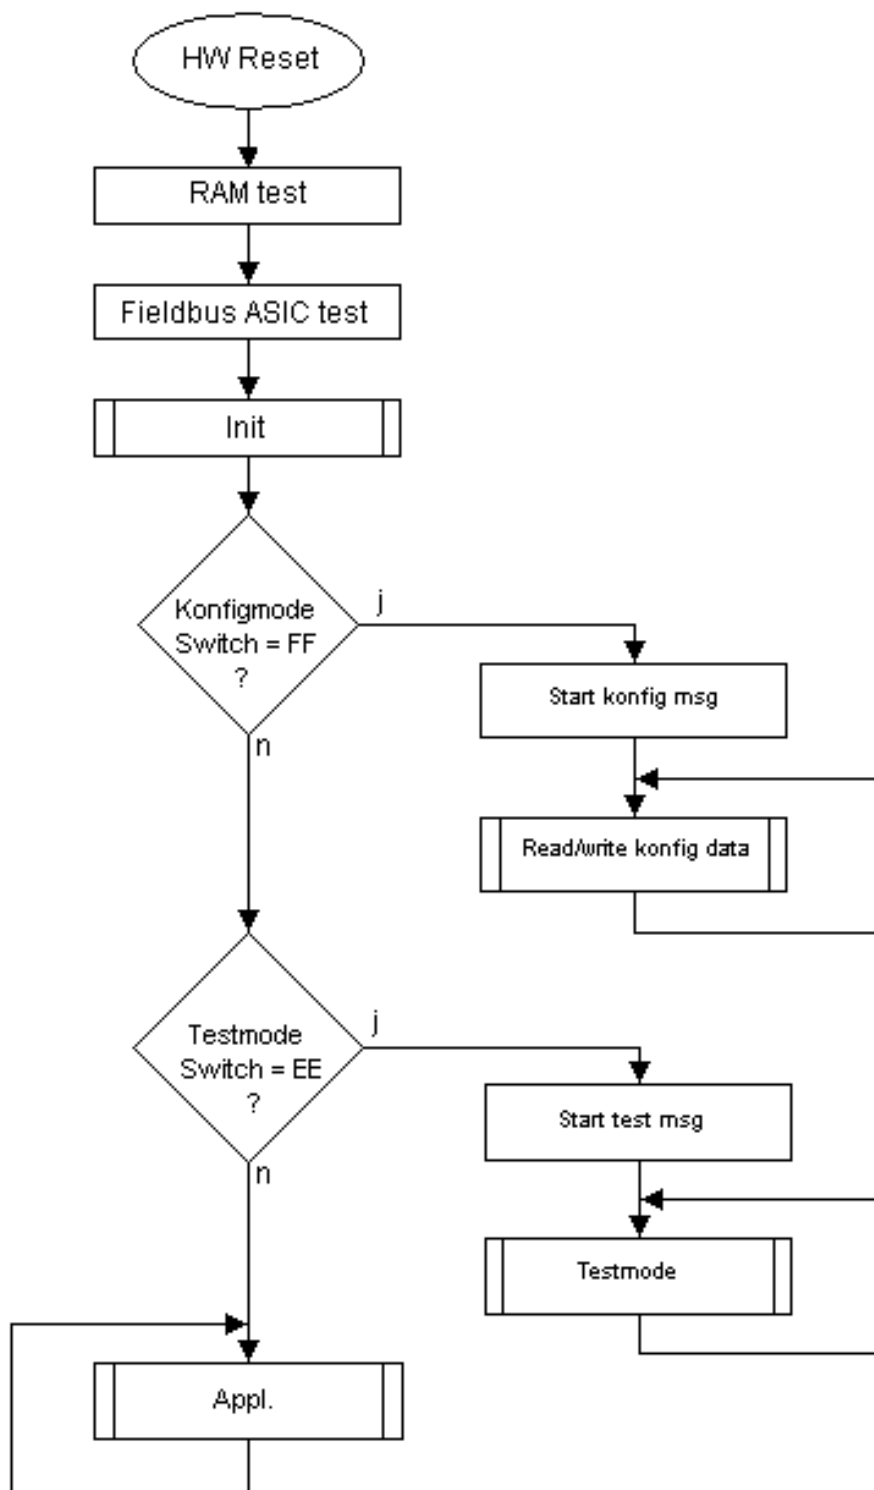 HW Reset
RAM test
Fieldbus ASIC test
Init
Konfigmode
Switch = FF
?
j
n
Start konfig msg
Read/write konfig data
Testmode
Switch = EE
?
j
n
Start test msg
Testmode
Appl.